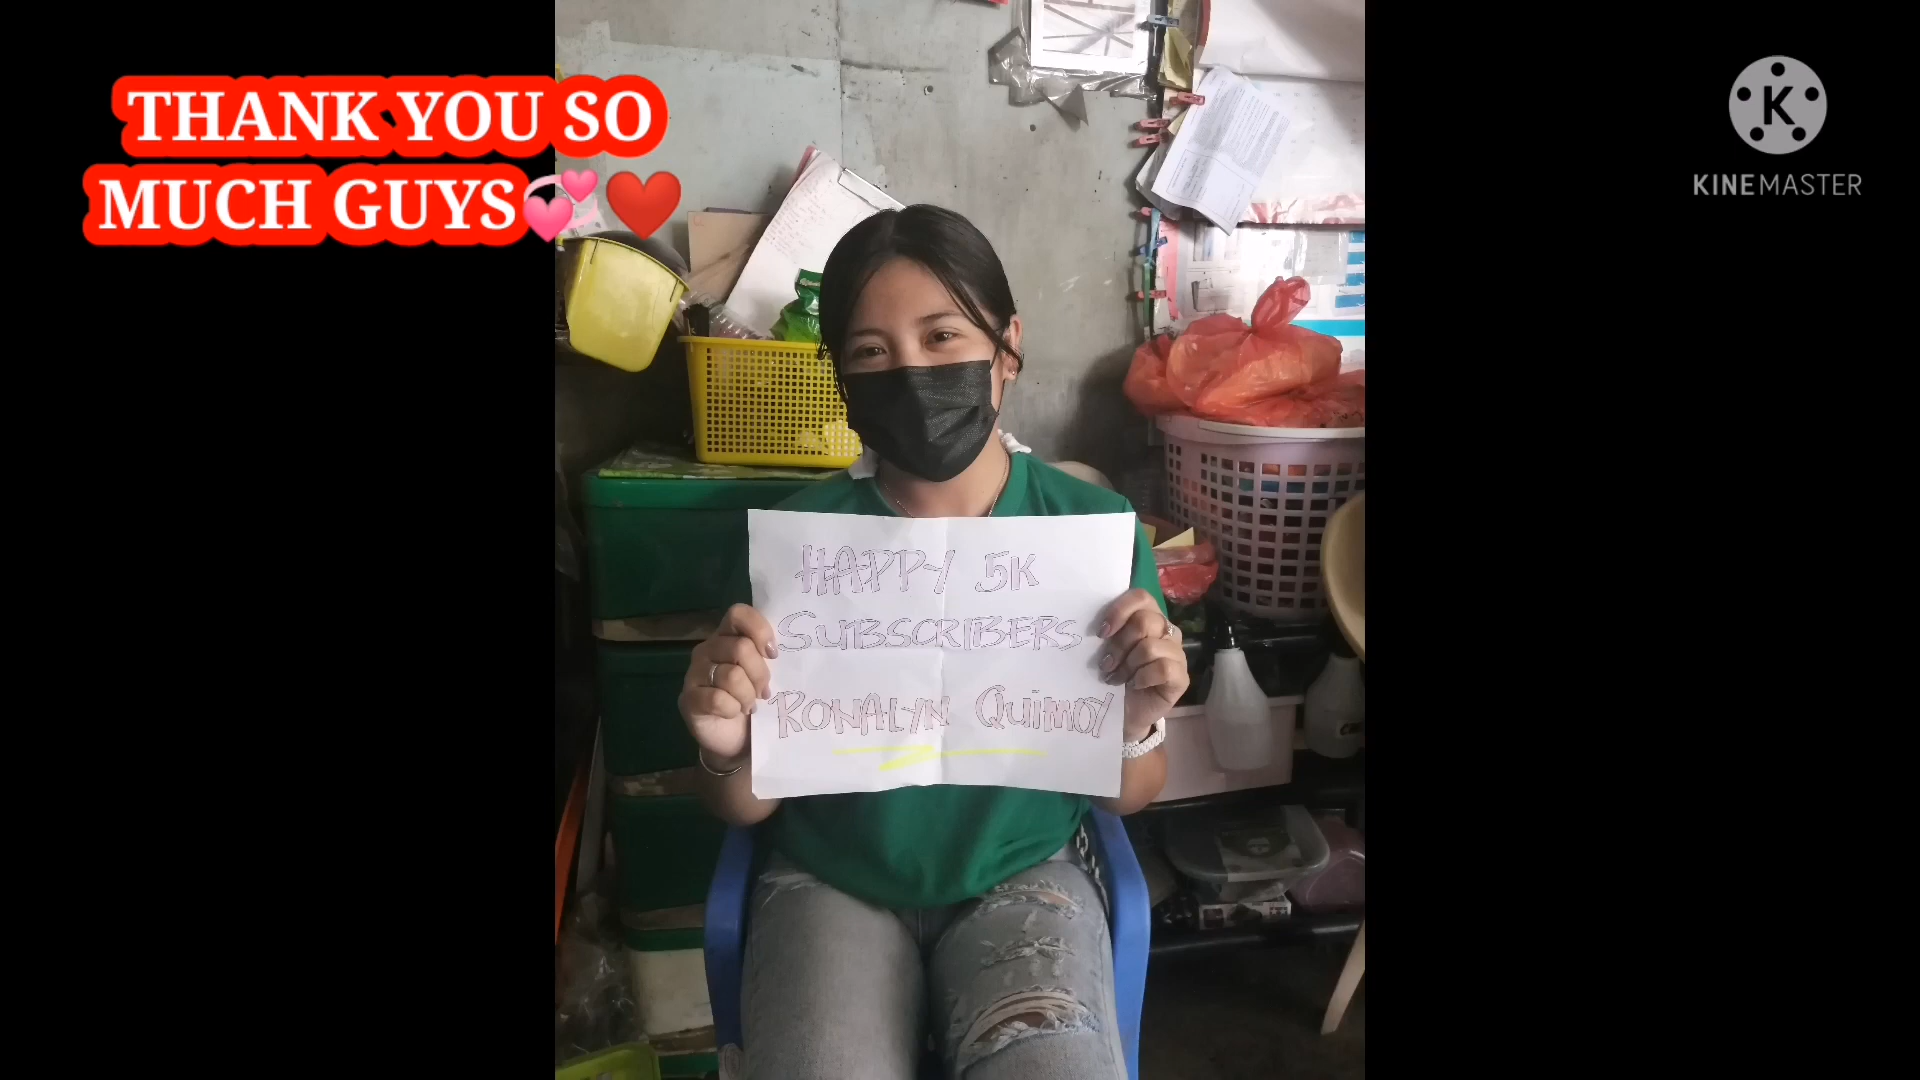 THANK YOU SO
MUCH GUYS💞❤️
K
KINEMASTER
HAPPY 5K
SUBSCRIBERS
RONALYN QUIMOY